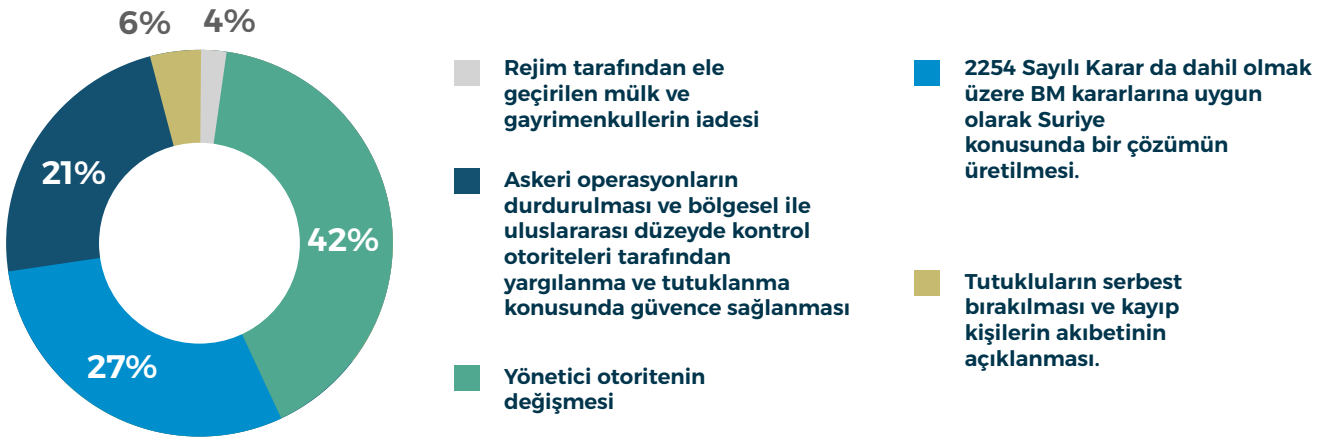 6% 4%
21%
42%
27%
Rejim tarafından ele
geçirilen mülk ve
gayrimenkullerin iadesi
Askeri operasyonların
durdurulması ve bölgesel ile
uluslararası düzeyde kontrol
otoriteleri tarafından
yargılanma ve tutuklanma
konusunda güvence sağlanması
Yönetici otoritenin
değişmesi
2254 Sayılı Karar da dahil olmak
üzere BM kararlarına uygun
olarak Suriye
konusunda bir çözümün
üretilmesi.
Tutukluların serbest
bırakılması ve kayıp
kişilerin akıbetinin
açıklanması.